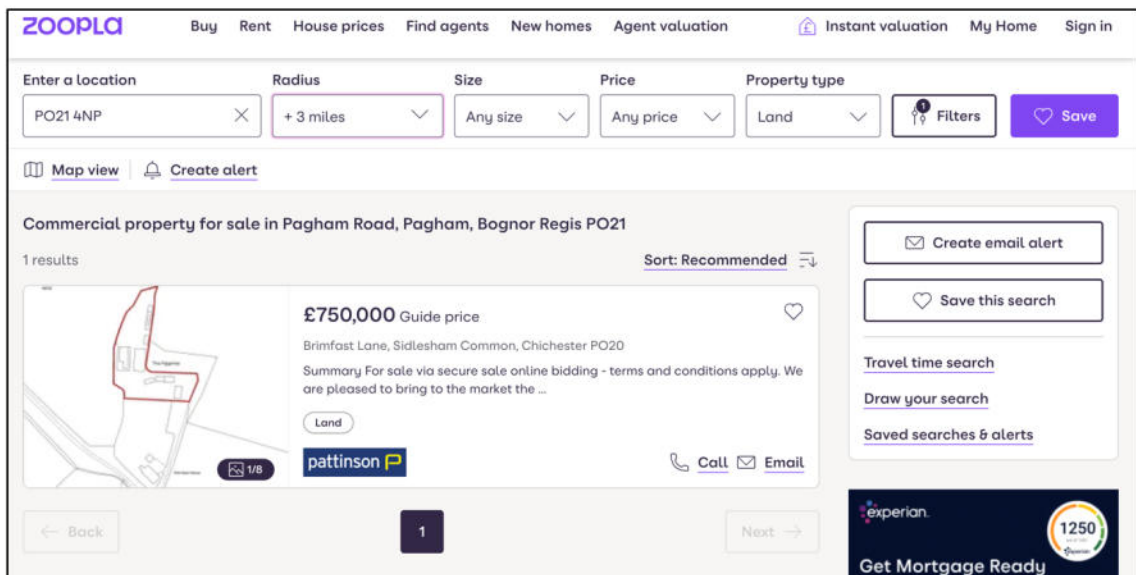 ZOOPLA Buy Rent House prices Find agents New homes Agent valuation Instant valuation My Home Sign in
Enter a location Radius Size Price Property type
PO21 4NP + 3 miles Any size Any price Land 1 Filters Save
Map view Create alert
Commercial property for sale in Pagham Road, Pagham, Bognor Regis PO21
1 results Sort: Recommended
£750,000 Guide price
Brimfast Lane, Sidlesham Common, Chichester PO20
Summary For sale via secure sale online bidding - terms and conditions apply. We
are pleased to bring to the market the ...
Land
1/8
pattinson
Call Email
Back 1 Next
Create email alert
Save this search
Travel time search
Draw your search
Saved searches & alerts
experian.
1250
Get Mortgage Ready